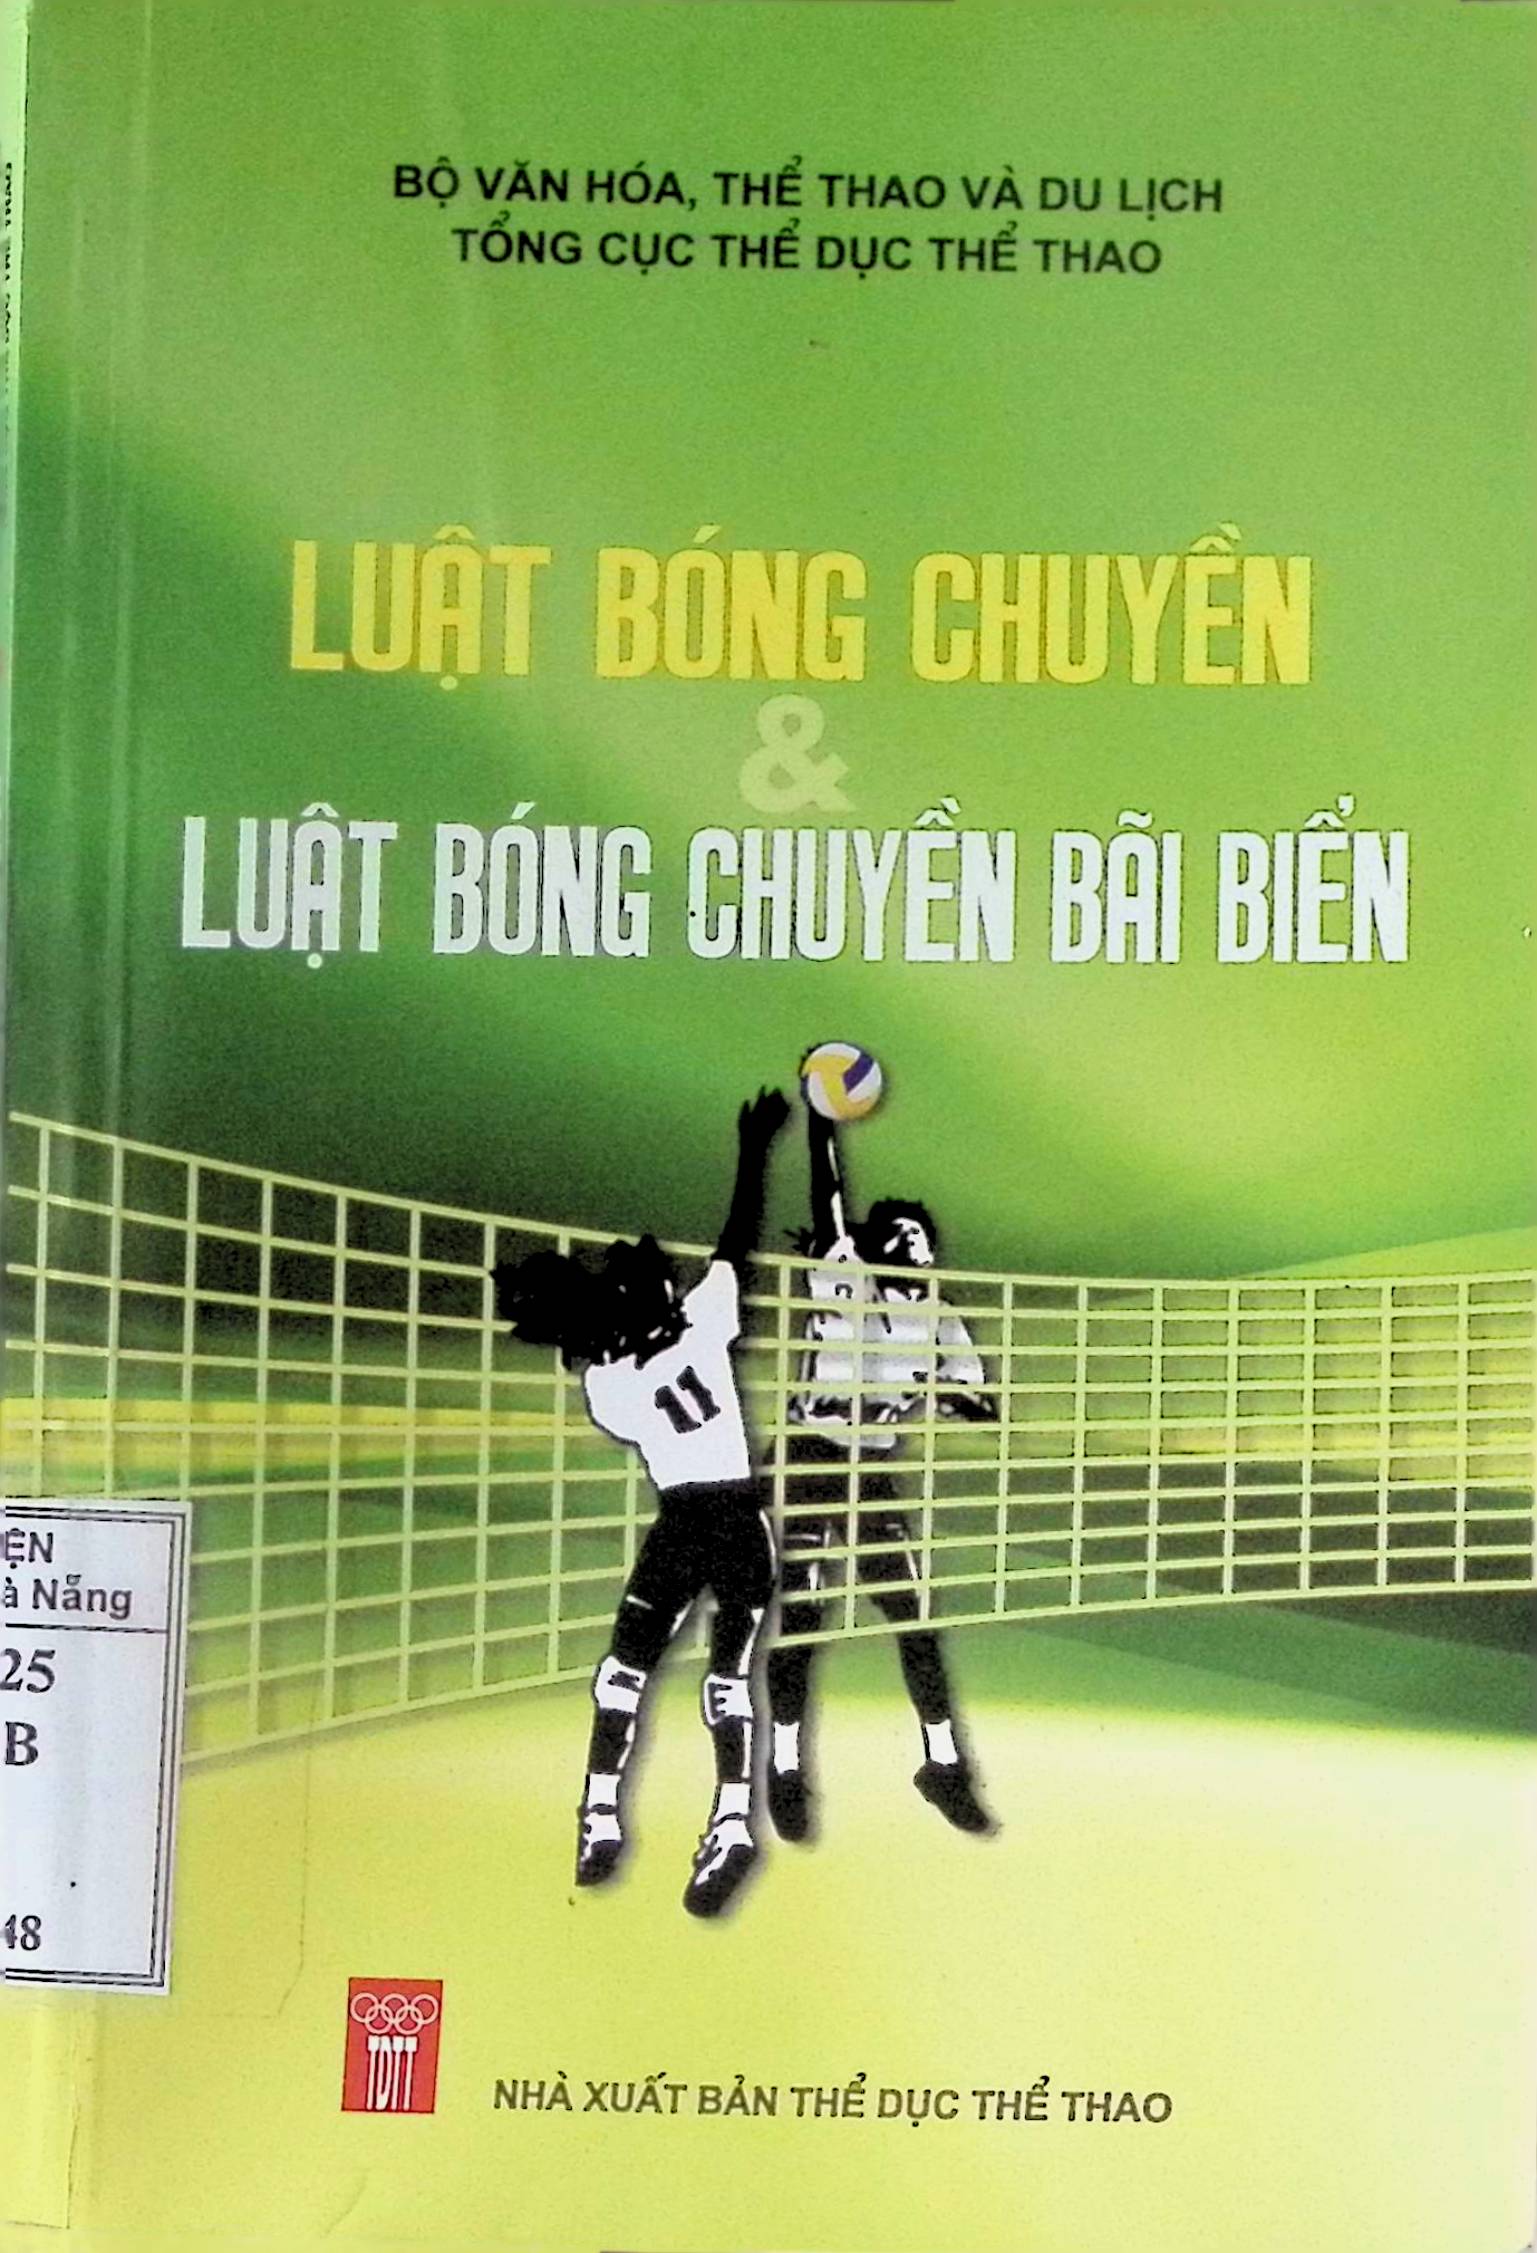 BỘ VĂN HÓA, THỂ THAO VÀ DU LỊCH
TỔNG CỤC THỂ DỤC THỂ THAO
LUẬT BÓNG CHUYỀN
&
LUẬT BÓNG CHUYỀN BÃI BIỂN
11
ỆN
à Nẵng
25
B
48
TDTT
NHÀ XUẤT BẢN THỂ DỤC THỂ THAO